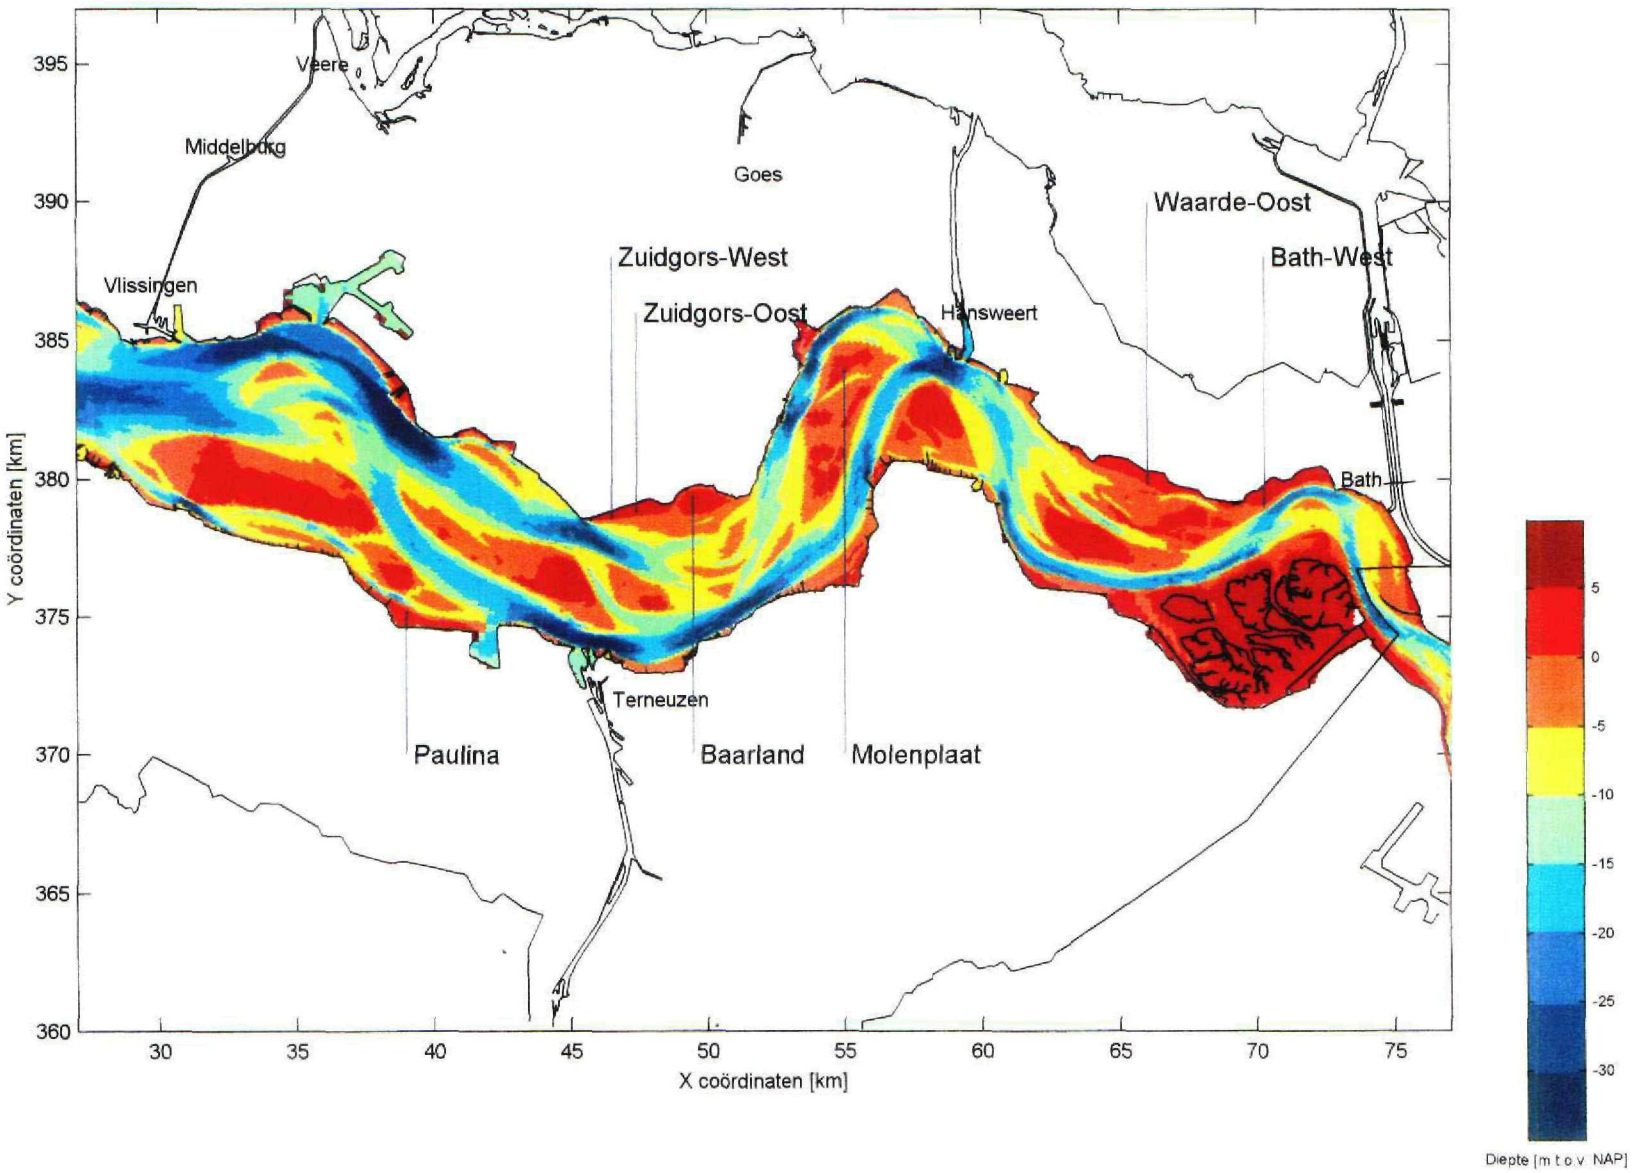 395
390
385
380
375
370
365
360
Y coördinaten [km]
Veere
Middelburg
Goes
Waarde-Oost
Zuidgors-West
Bath-West
Vlissingen
Zuidgors-Oost
Hansweert
Bath
Terneuzen
Paulina
Baarland
Molenplaat
30
35
40
45
50
55
60
65
70
75
X coördinaten [km]
5
0
-5
-10
-15
-20
-25
-30
Diepte [m t o v NAP]